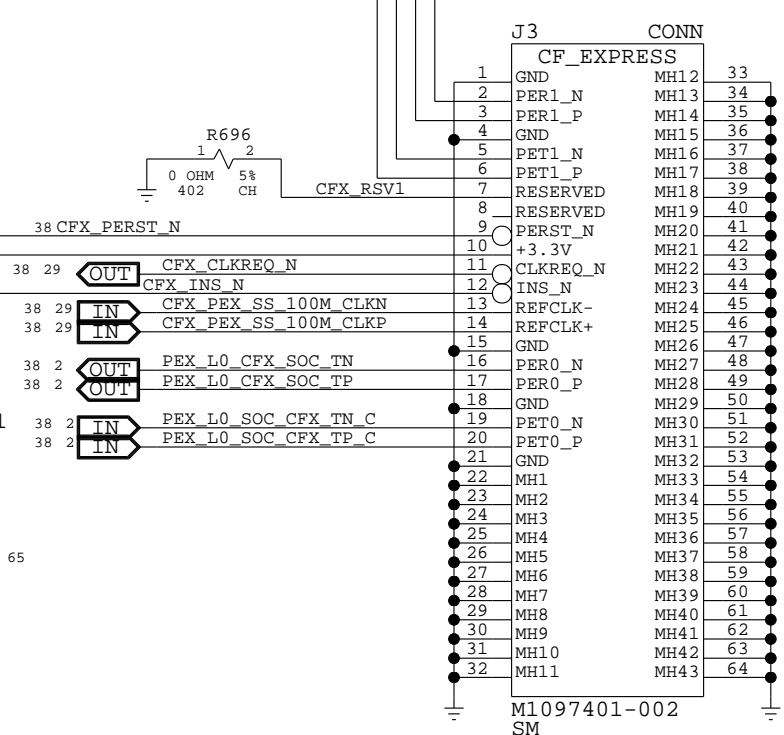 J3 CONN
CF_EXPRESS
1 GND MH12 33
2 PER1_N MH13 34
3 PER1_P MH14 35
4 GND MH15 36
5 PET1_N MH16 37
6 PET1_P MH17 38
R696
1 2
0 OHM 5%
402 CH
CFX_RSV1 7 RESERVED MH18 39
8 RESERVED MH19 40
38 CFX_PERST_N 9 PERST_N MH20 41
10 +3.3V MH21 42
38 29 OUT CFX_CLKREQ_N 11 CLKREQ_N MH22 43
CFX_INS_N 12 INS_N MH23 44
38 29 IN CFX_PEX_SS_100M_CLKN 13 REFCLK- MH24 45
38 29 IN CFX_PEX_SS_100M_CLKP 14 REFCLK+ MH25 46
15 GND MH26 47
38 2 OUT PEX_L0_CFX_SOC_TN 16 PER0_N MH27 48
38 2 OUT PEX_L0_CFX_SOC_TP 17 PER0_P MH28 49
18 GND MH29 50
38 2 IN PEX_L0_SOC_CFX_TN_C 19 PET0_N MH30 51
38 2 IN PEX_L0_SOC_CFX_TP_C 20 PET0_P MH31 52
21 GND MH32 53
22 MH1 MH33 54
23 MH2 MH34 55
24 MH3 MH35 56
25 MH4 MH36 57
65 26 MH5 MH37 58
27 MH6 MH38 59
28 MH7 MH39 60
29 MH8 MH40 61
30 MH9 MH41 62
31 MH10 MH42 63
32 MH11 MH43 64
M1097401-002
SM